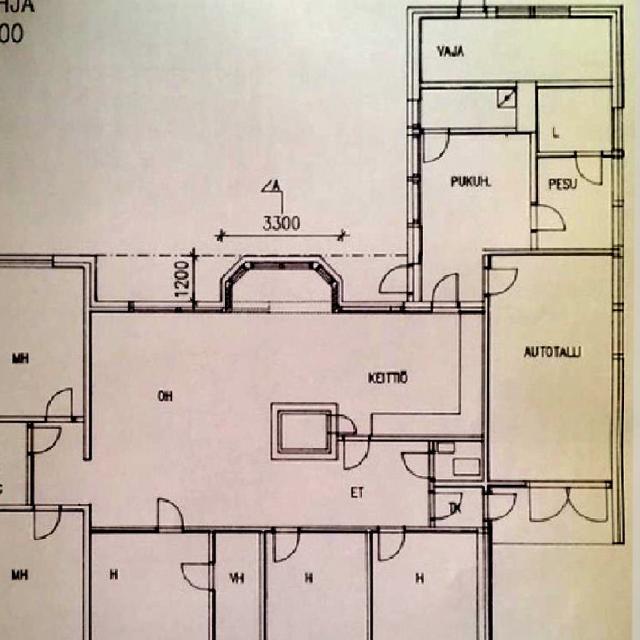 HJA
00
VAJA
L
PUKUH.
PESU
A
3300
1200
MH
OH
KEITTIÖ
AUTOTALLI
ET
TK
MH
H
VH
H
H